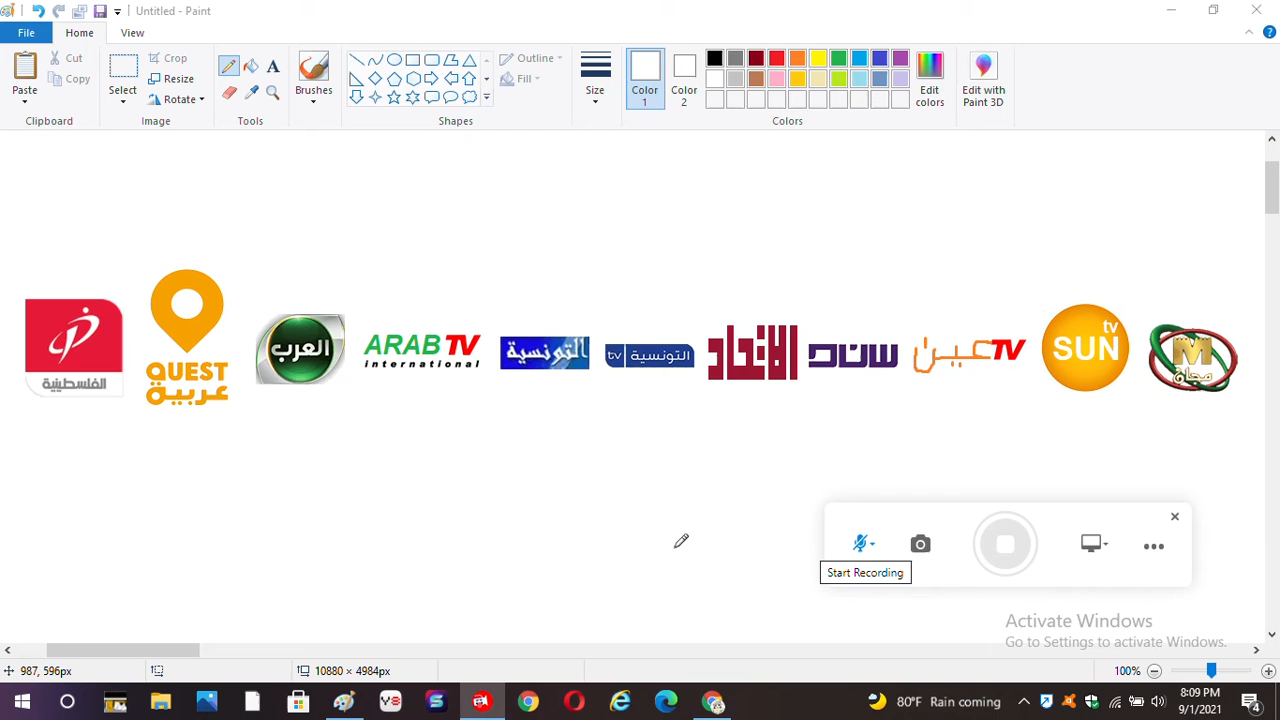 Untitled - Paint
File
Home
View
Paste
Cut
Copy
Clipboard
Select
Crop
Resize
Rotate
Image
A
Tools
Brushes
Shapes
Outline
Fill
Size
Color 1
Color 2
Colors
Edit colors
Edit with Paint 3D
الفلسطينية
QUEST
عربية
العرب
ARAB TV
international
التونسية
التونسية tv
الاتحاد
سنام
TV
SUN tv
M
Start Recording
Activate Windows
Go to Settings to activate Windows.
987, 596px
10880 × 4984px
100%
80°F Rain coming
8:09 PM
9/1/2021
4